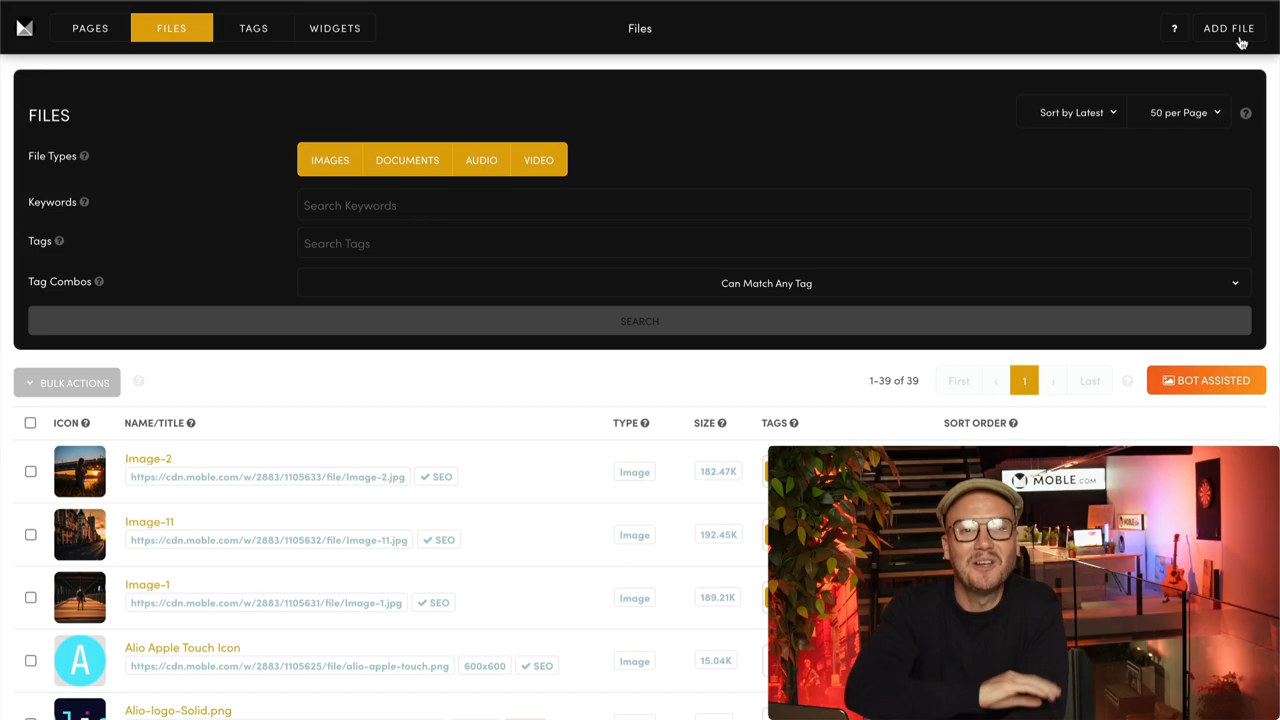 PAGES FILES TAGS WIDGETS Files ? ADD FILE
FILES Sort by Latest 50 per Page ?
File Types ? IMAGES DOCUMENTS AUDIO VIDEO
Keywords ? Search Keywords
Tags ? Search Tags
Tag Combos ? Can Match Any Tag
SEARCH
BULK ACTIONS ? 1-39 of 39 First ‹ 1 › Last ? BOT ASSISTED
ICON ? NAME/TITLE ? TYPE ? SIZE ? TAGS ? SORT ORDER ?
Image-2
https://cdn.moble.com/w/2883/1105633/file/Image-2.jpg SEO Image 182.47K
MOBLE.COM
Image-11
https://cdn.moble.com/w/2883/1105632/file/Image-11.jpg SEO Image 192.45K
Image-1
https://cdn.moble.com/w/2883/1105631/file/Image-1.jpg SEO Image 189.21K
Alio Apple Touch Icon
A https://cdn.moble.com/w/2883/1105625/file/alio-apple-touch.png 600x600 SEO Image 15.04K
Alio-logo-Solid.png